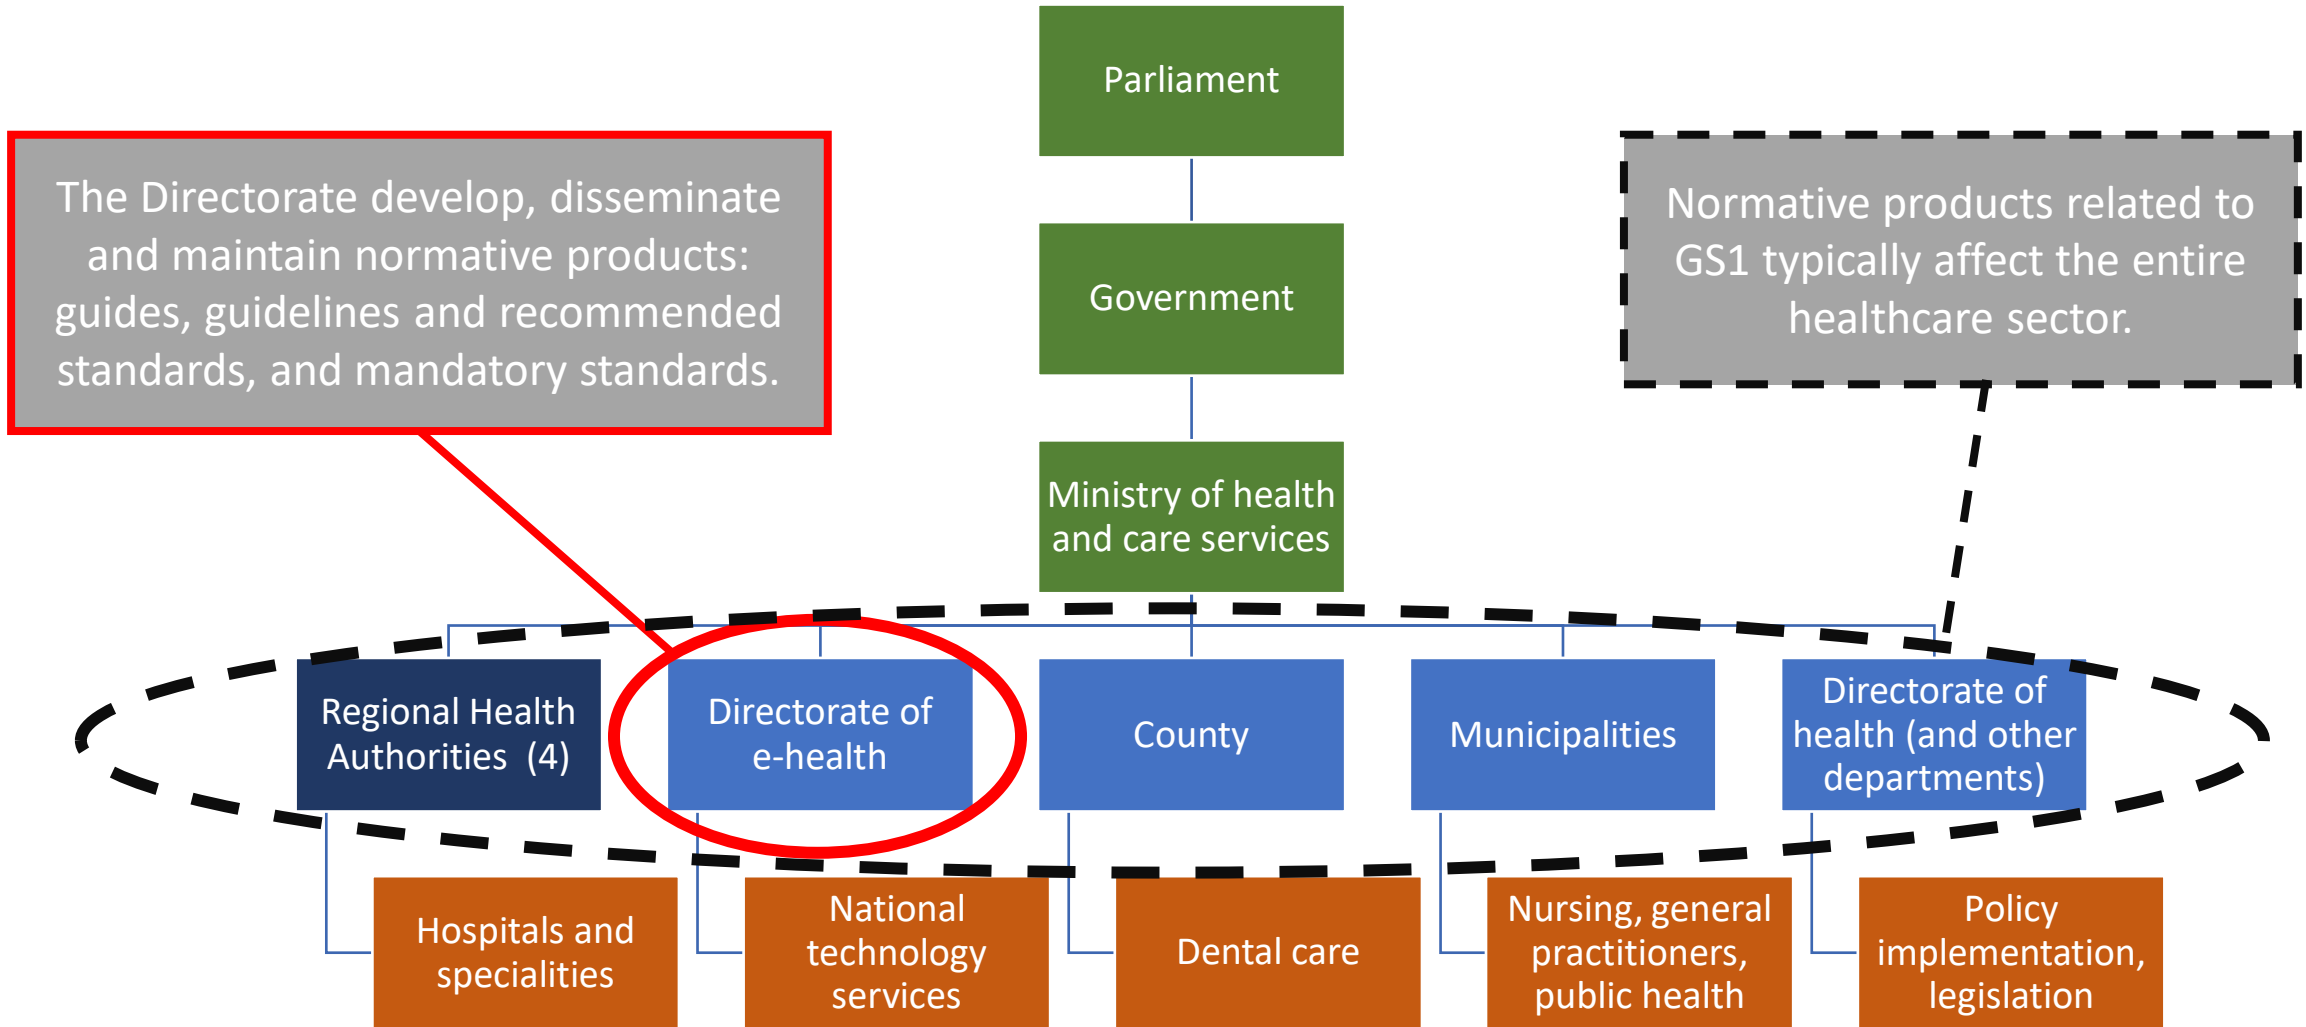 Parliament
The Directorate develop, disseminate
and maintain normative products:
guides, guidelines and recommended
standards, and mandatory standards.
Normative products related to
GS1 typically affect the entire
healthcare sector.
Government
Ministry of health
and care services
Regional Health
Authorities (4)
Directorate of
e-health
County
Municipalities
Directorate of
health (and other
departments)
Hospitals and
specialities
National
technology
services
Dental care
Nursing, general
practitioners,
public health
Policy
implementation,
legislation